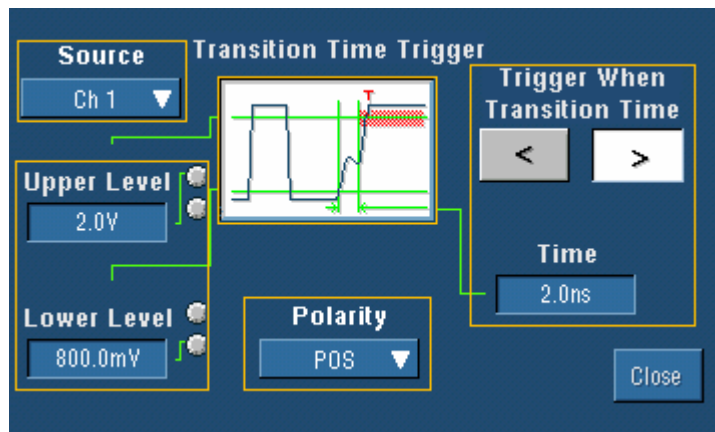 Source
Ch 1
Transition Time Trigger
T
Trigger When
Transition Time
<
>
Upper Level
2.0V
Lower Level
800.0mV
Polarity
POS
Time
2.0ns
Close